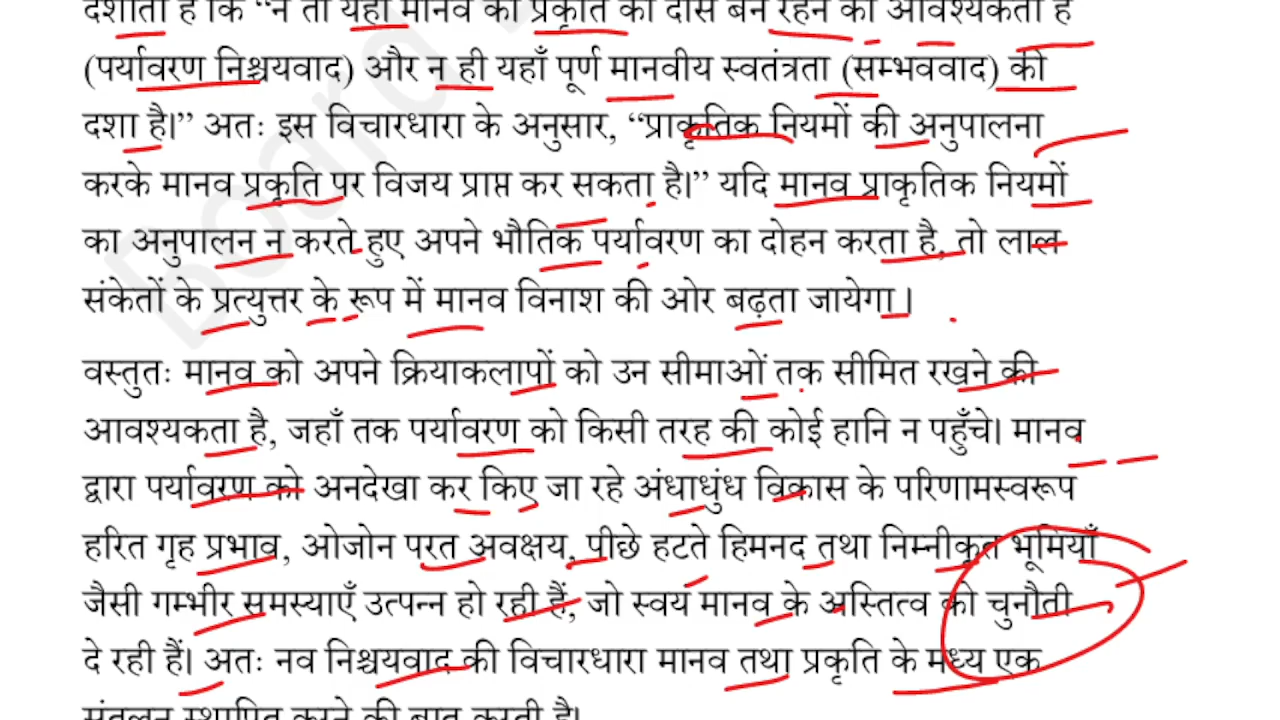 दर्शाता है कि “न तो यहाँ मानव को प्रकृति का दास बने रहने की आवश्यकता है
(पर्यावरण निश्चयवाद) और न ही यहाँ पूर्ण मानवीय स्वतंत्रता (सम्भववाद) की
दशा है।” अतः इस विचारधारा के अनुसार, “प्राकृतिक नियमों की अनुपालना
करके मानव प्रकृति पर विजय प्राप्त कर सकता है।” यदि मानव प्राकृतिक नियमों
का अनुपालन न करते हुए अपने भौतिक पर्यावरण का दोहन करता है, तो लाल
संकेतों के प्रत्युत्तर के रूप में मानव विनाश की ओर बढ़ता जायेगा ।
वस्तुतः मानव को अपने क्रियाकलापों को उन सीमाओं तक सीमित रखने की
आवश्यकता है, जहाँ तक पर्यावरण को किसी तरह की कोई हानि न पहुँचे। मानव
द्वारा पर्यावरण को अनदेखा कर किए जा रहे अंधाधुंध विकास के परिणामस्वरूप
हरित गृह प्रभाव, ओजोन परत अवक्षय, पीछे हटते हिमनद तथा निम्नीकृत भूमियाँ
जैसी गम्भीर समस्याएँ उत्पन्न हो रही हैं, जो स्वयं मानव के अस्तित्व को चुनौती
दे रही हैं। अतः नव निश्चयवाद की विचारधारा मानव तथा प्रकृति के मध्य एक
संतुलन स्थापित करने की बात करती है।
Board